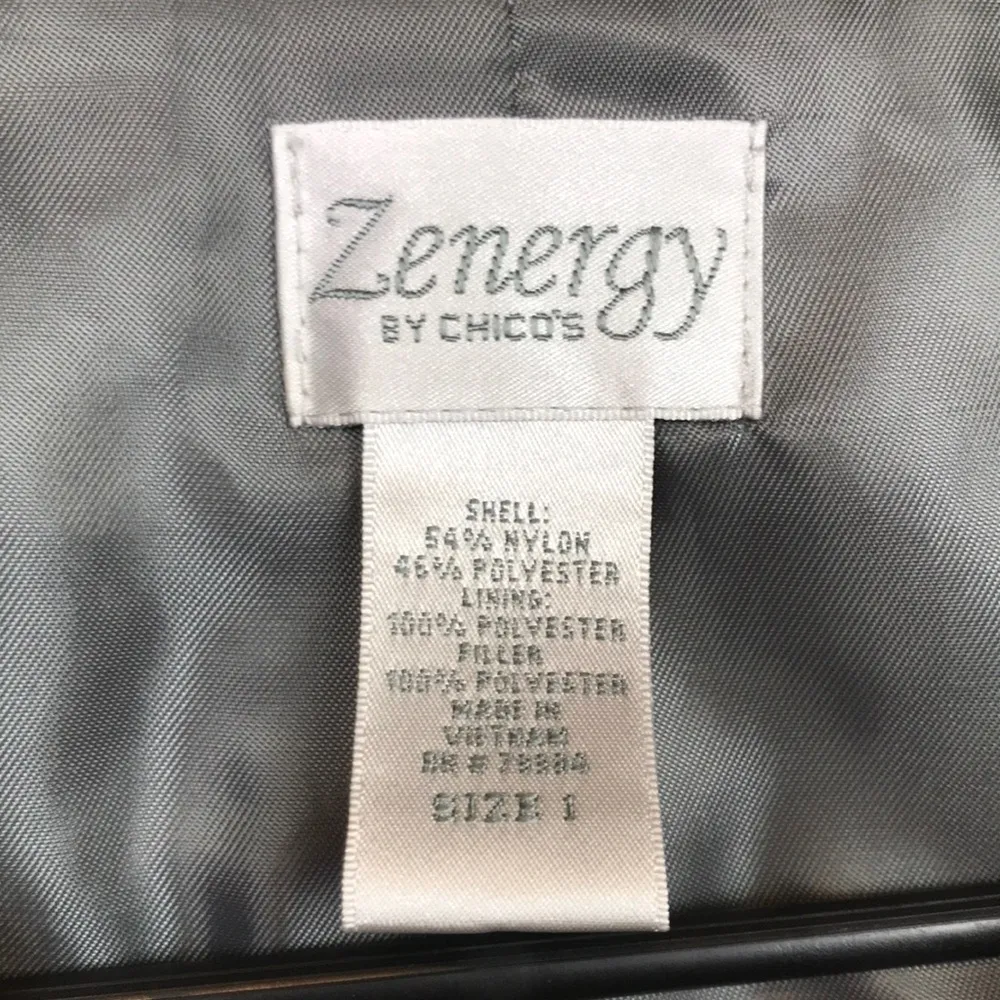 Zenergy
BY CHICO'S
SHELL:
54% NYLON
46% POLYESTER
LINING:
100% POLYESTER
FILLER
100% POLYESTER
MADE IN
VIETNAM
BR #
SIZE 1